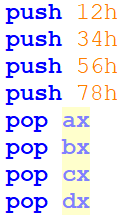 push 12h
push 34h
push 56h
push 78h
pop ax
pop bx
pop cx
pop dx